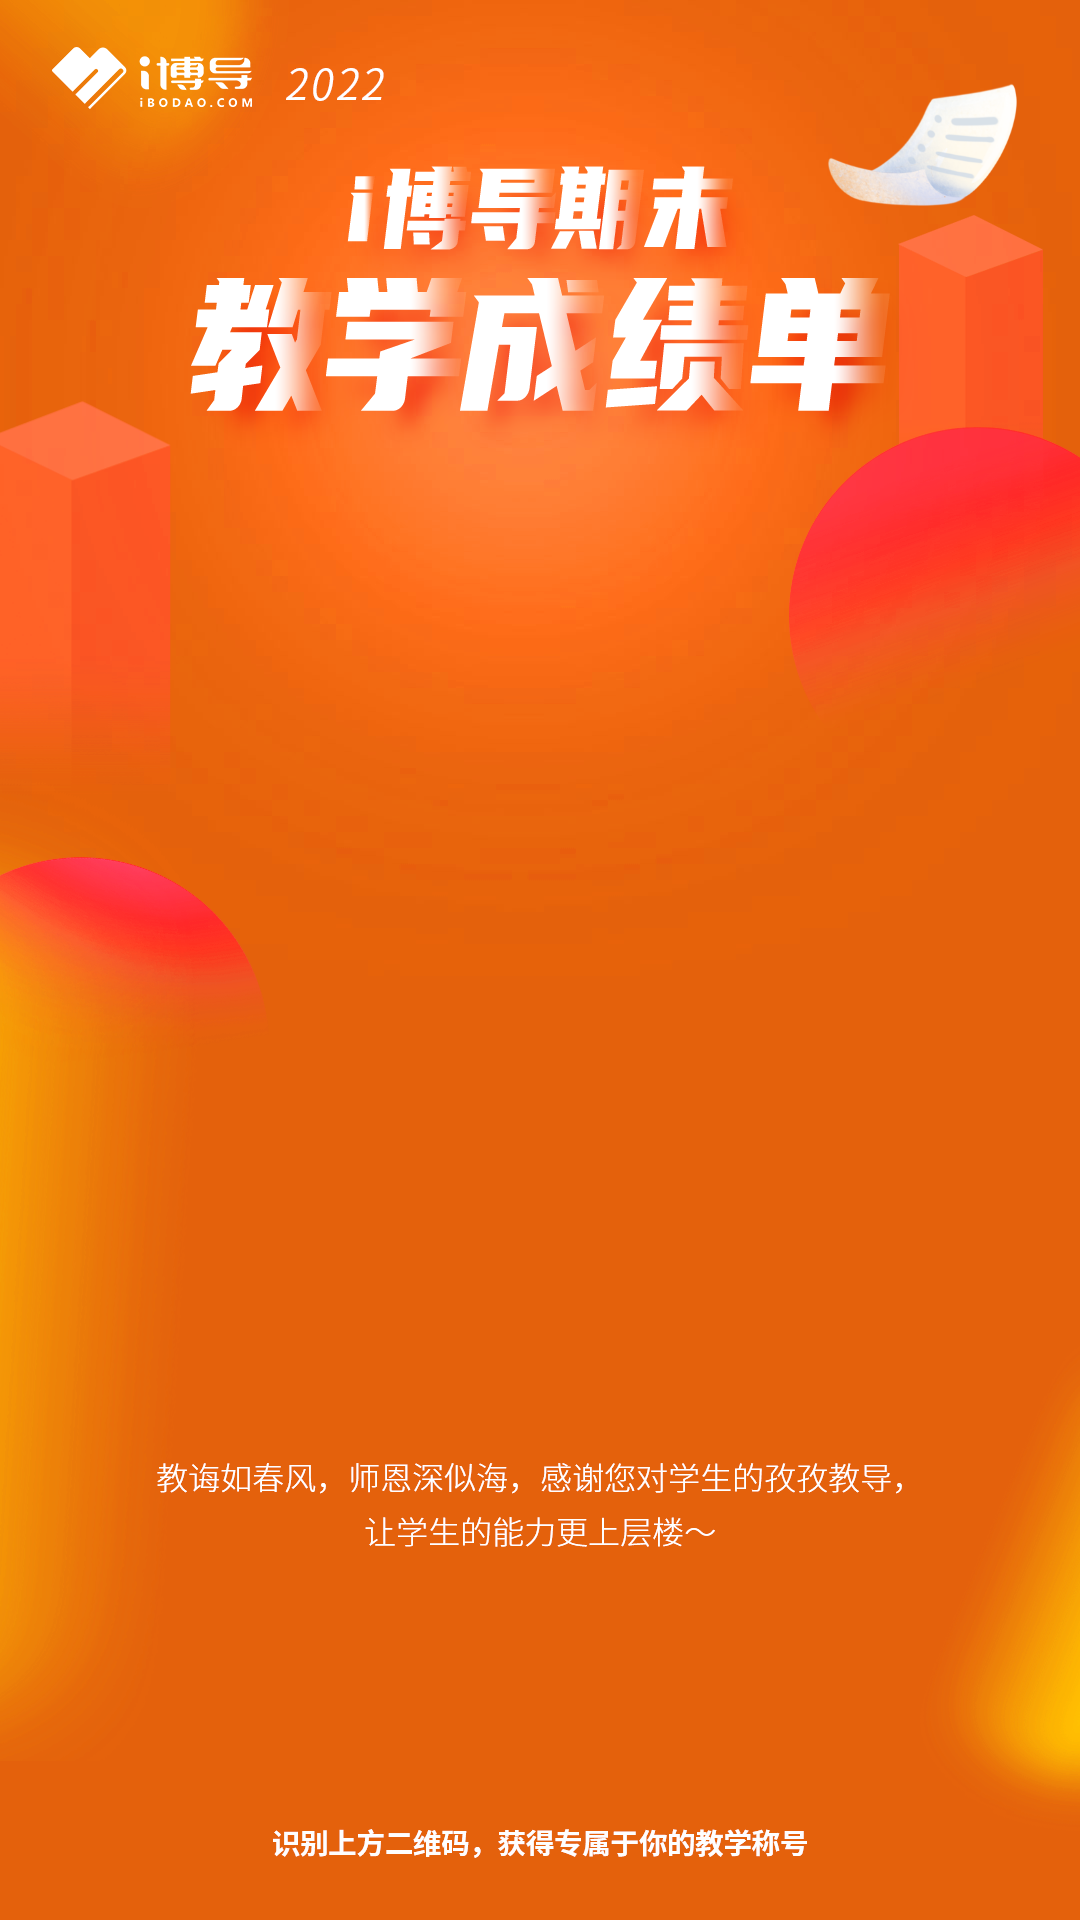 i博导
IBODAO.COM
2022
i博导期末
教学成绩单
教诲如春风，师恩深似海，感谢您对学生的孜孜教导，
让学生的能力更上层楼～
识别上方二维码，获得专属于你的教学称号